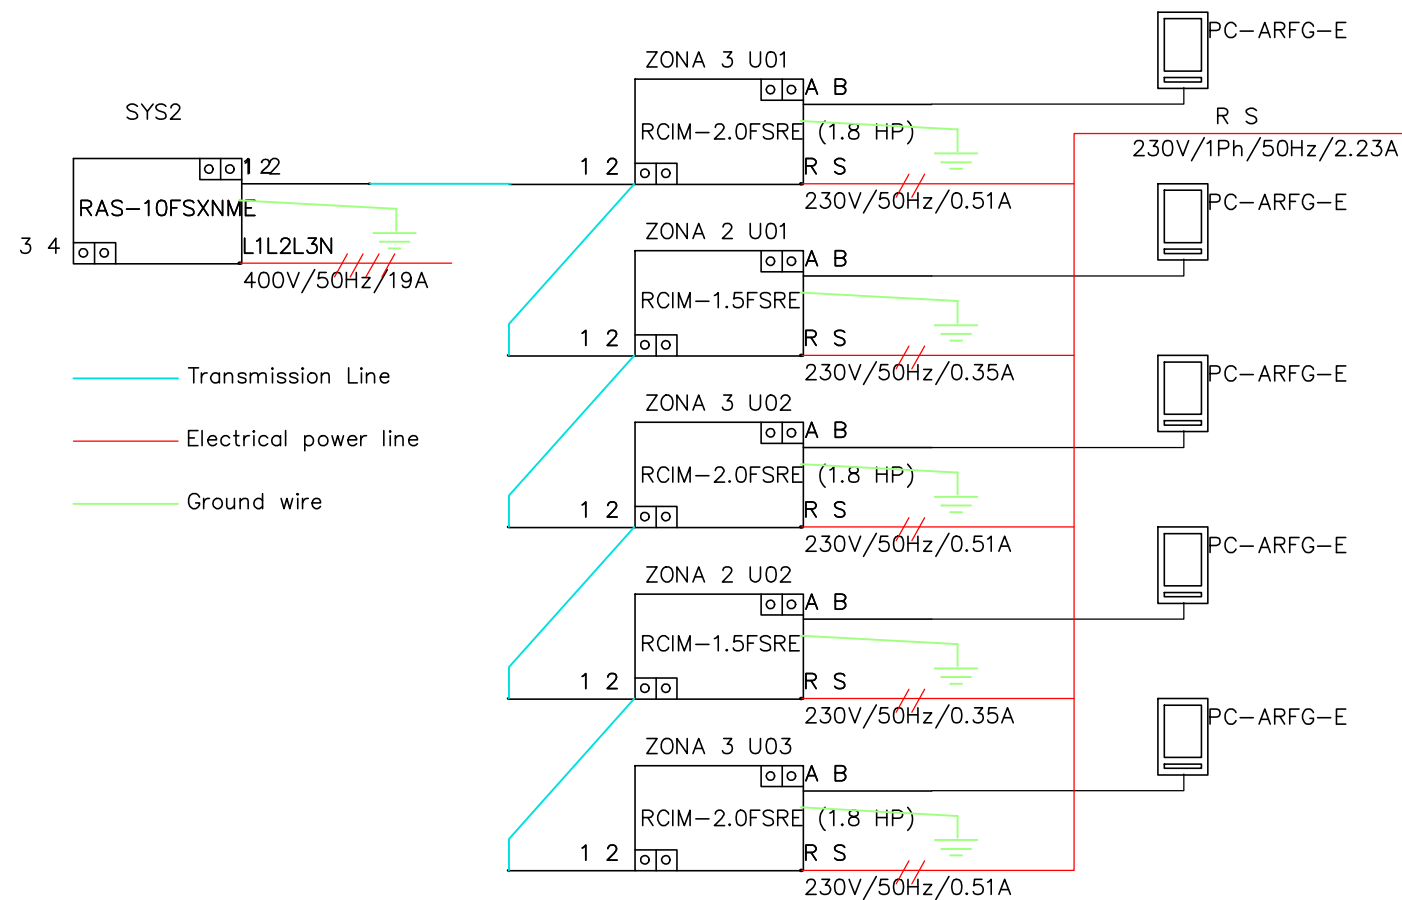 PC-ARFG-E
ZONA 3 U01
A B
SYS2
R S
RCIM-2.0FSRE (1.8 HP)
230V/1Ph/50Hz/2.23A
1 2
1 2
R S
RAS-10FSXNME
230V/50Hz/0.51A
PC-ARFG-E
ZONA 2 U01
3 4
L1L2L3N
A B
400V/50Hz/19A
RCIM-1.5FSRE
1 2
R S
Transmission Line
230V/50Hz/0.35A
PC-ARFG-E
ZONA 3 U02
A B
Electrical power line
RCIM-2.0FSRE (1.8 HP)
Ground wire
1 2
R S
230V/50Hz/0.51A
PC-ARFG-E
ZONA 2 U02
A B
RCIM-1.5FSRE
1 2
R S
230V/50Hz/0.35A
PC-ARFG-E
ZONA 3 U03
A B
RCIM-2.0FSRE (1.8 HP)
1 2
R S
230V/50Hz/0.51A